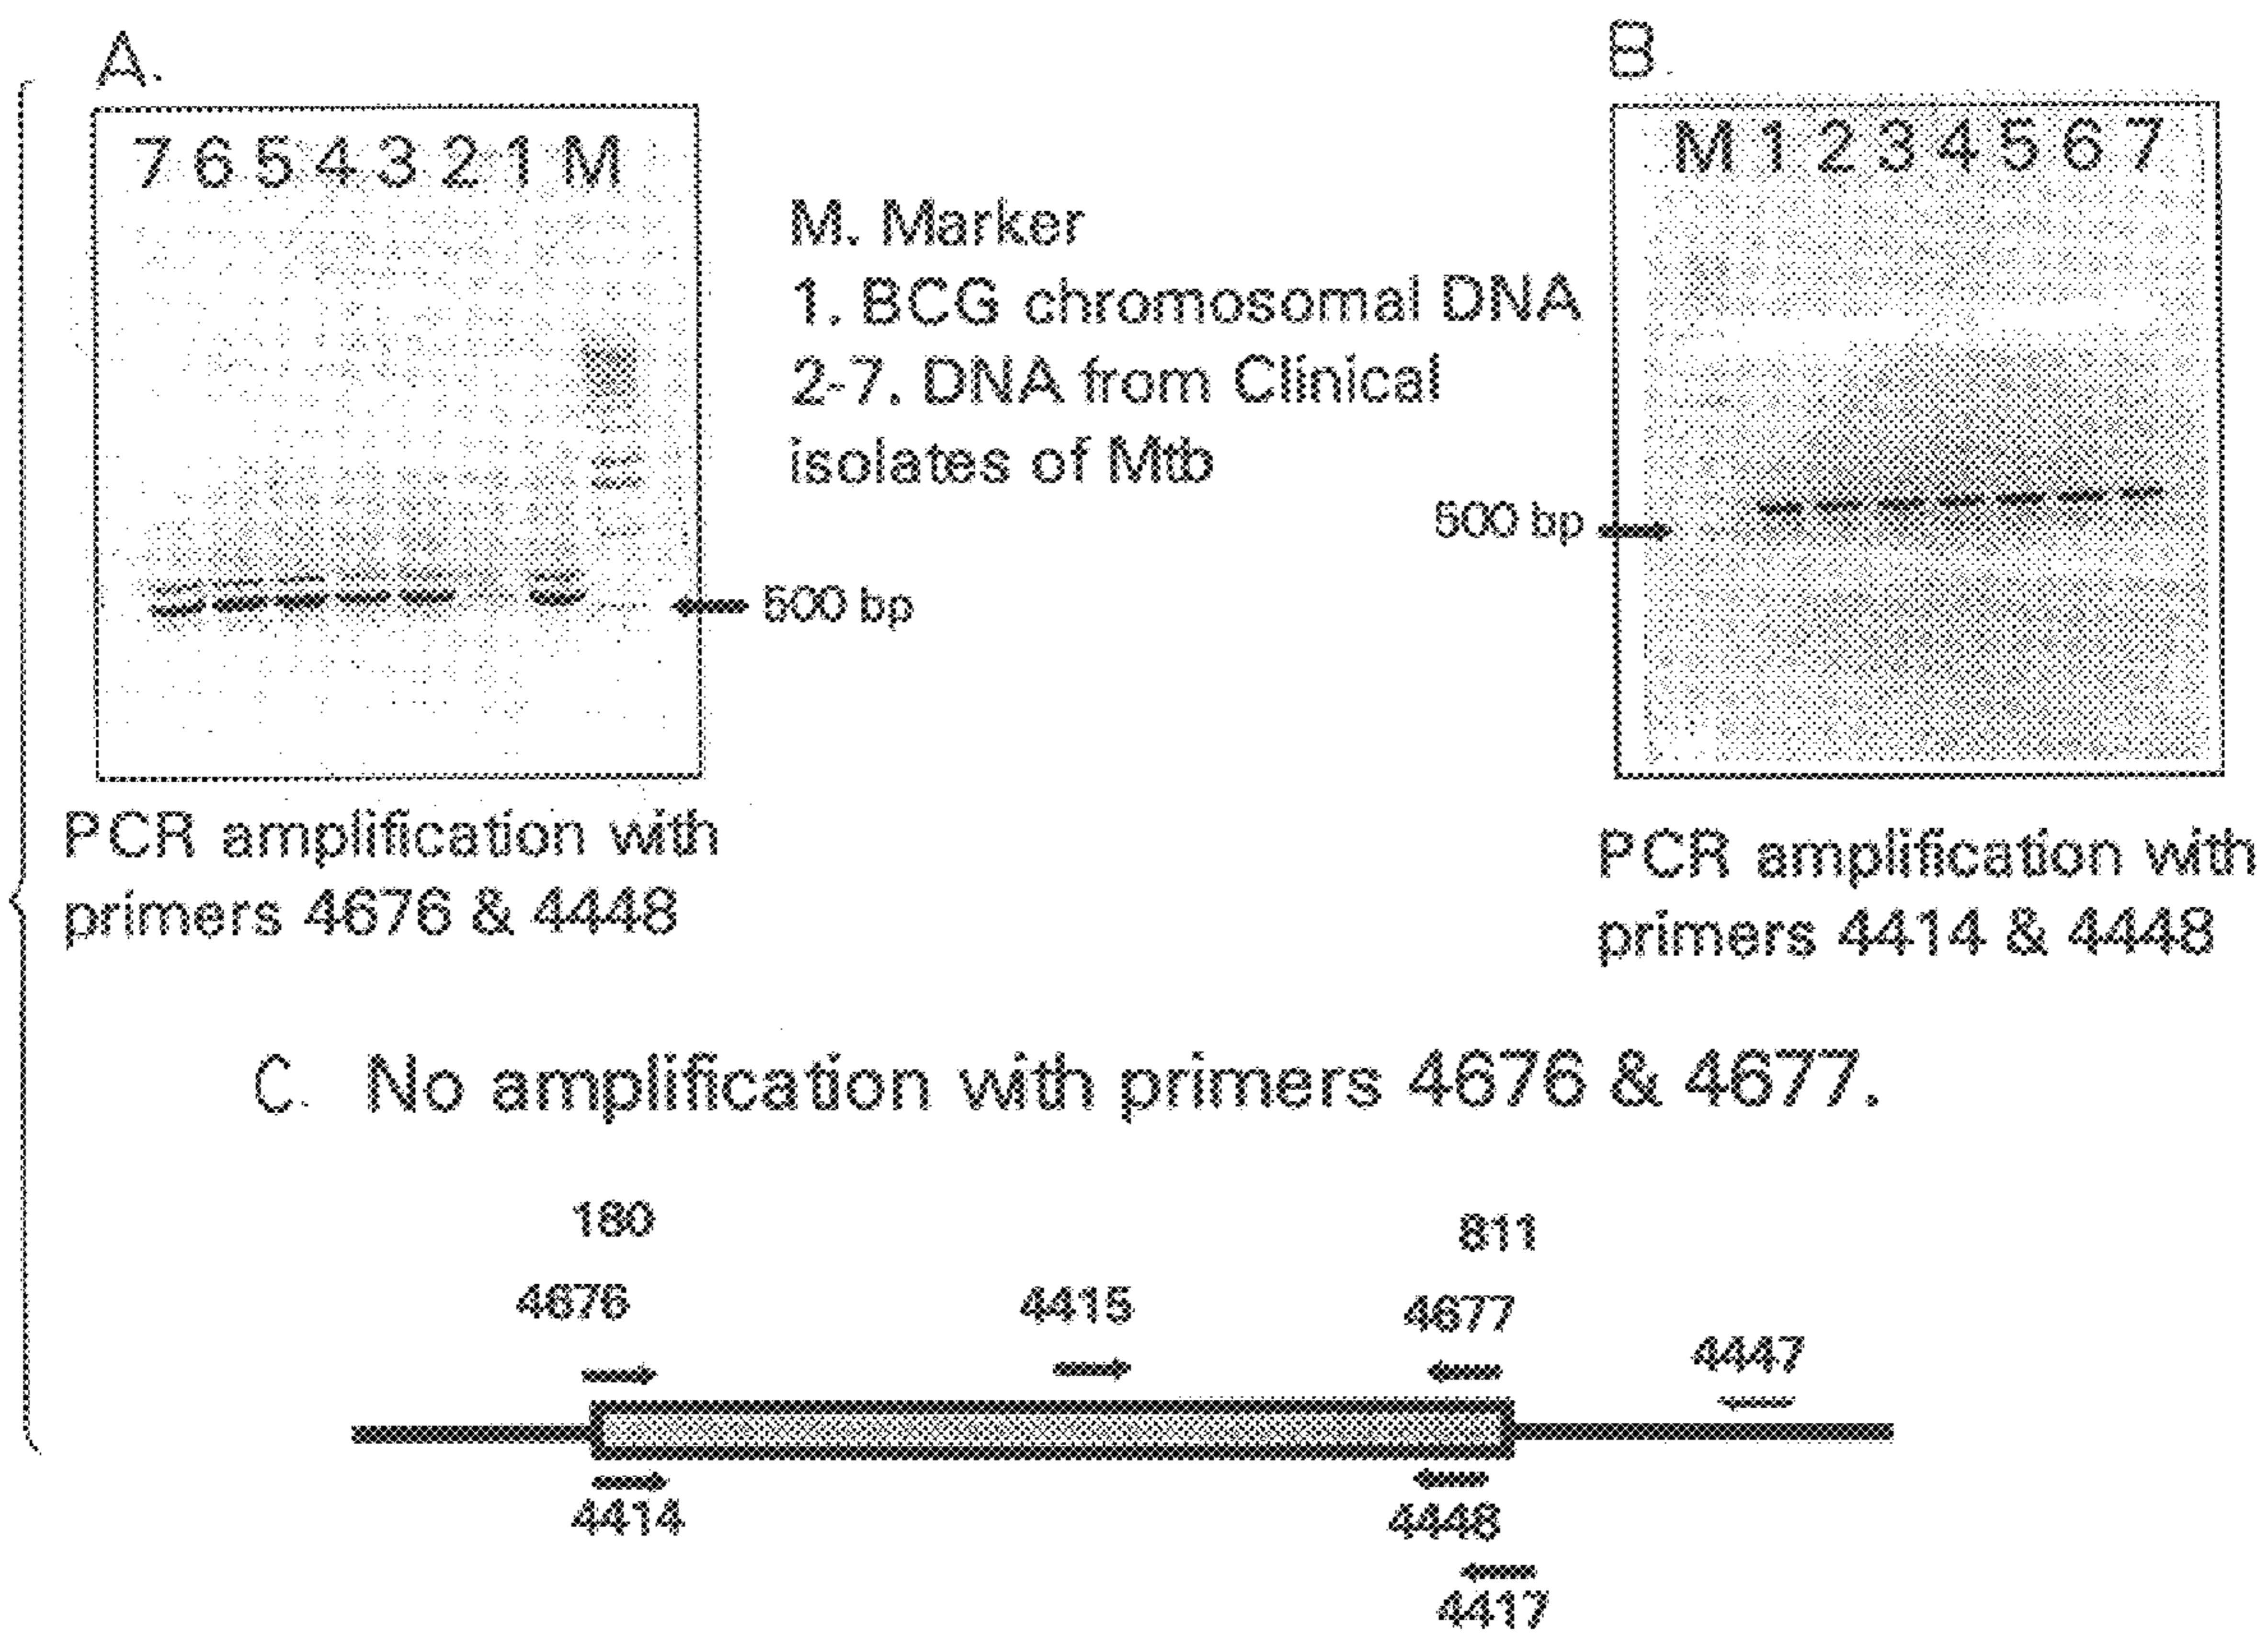 A.
7 6 5 4 3 2 1 M
500 bp
PCR amplification with
primers 4676 & 4448
M. Marker
1. BCG chromosomal DNA
2-7. DNA from Clinical
isolates of Mtb
B.
M 1 2 3 4 5 6 7
500 bp
PCR amplification with
primers 4414 & 4448
C. No amplification with primers 4676 & 4677.
180
811
4676
4415
4677
4447
4414
4448
4417